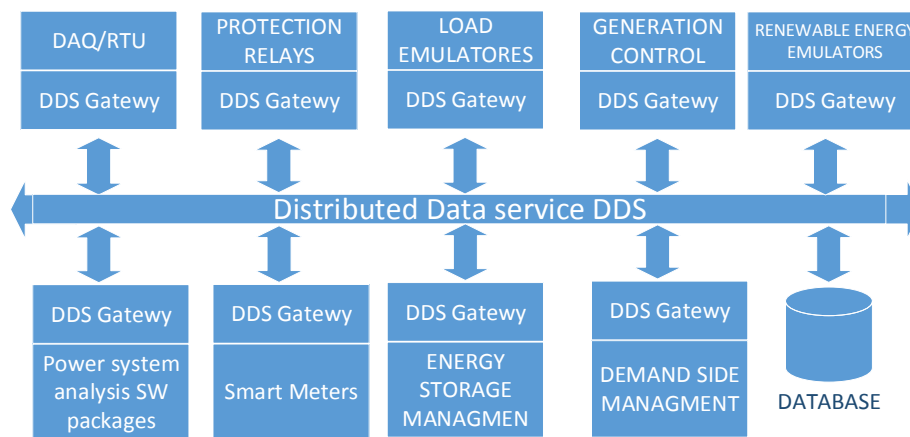 DAQ/RTU
DDS Gatewy
PROTECTION
RELAYS
DDS Gatewy
LOAD
EMULATORES
DDS Gatewy
GENERATION
CONTROL
DDS Gatewy
RENEWABLE ENERGY
EMULATORS
DDS Gatewy
Distributed Data service DDS
DDS Gatewy
Power system
analysis SW
packages
DDS Gatewy
Smart Meters
DDS Gatewy
ENERGY
STORAGE
MANAGMEN
DDS Gatewy
DEMAND SIDE
MANAGMENT
DATABASE